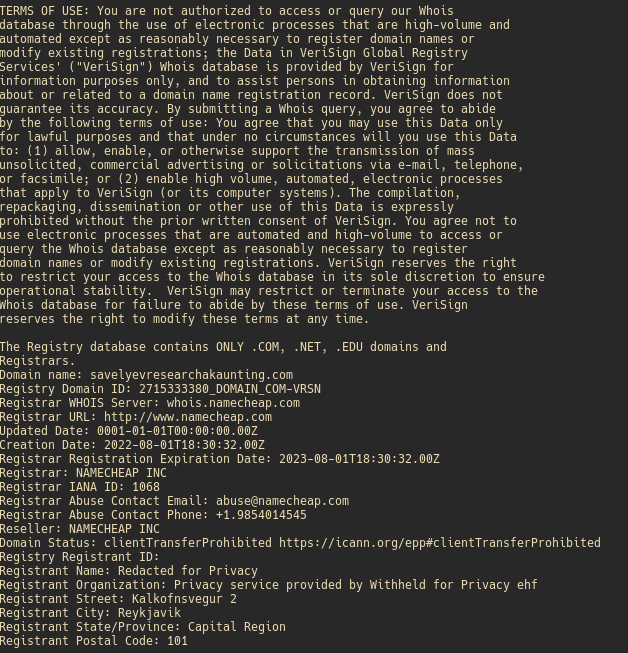 TERMS OF USE: You are not authorized to access or query our Whois
database through the use of electronic processes that are high-volume and
automated except as reasonably necessary to register domain names or
modify existing registrations; the Data in VeriSign Global Registry
Services' ("VeriSign") Whois database is provided by VeriSign for
information purposes only, and to assist persons in obtaining information
about or related to a domain name registration record. VeriSign does not
guarantee its accuracy. By submitting a Whois query, you agree to abide
by the following terms of use: You agree that you may use this Data only
for lawful purposes and that under no circumstances will you use this Data
to: (1) allow, enable, or otherwise support the transmission of mass
unsolicited, commercial advertising or solicitations via e-mail, telephone,
or facsimile; or (2) enable high volume, automated, electronic processes
that apply to VeriSign (or its computer systems). The compilation,
repackaging, dissemination or other use of this Data is expressly
prohibited without the prior written consent of VeriSign. You agree not to
use electronic processes that are automated and high-volume to access or
query the Whois database except as reasonably necessary to register
domain names or modify existing registrations. VeriSign reserves the right
to restrict your access to the Whois database in its sole discretion to ensure
operational stability.  VeriSign may restrict or terminate your access to the
Whois database for failure to abide by these terms of use. VeriSign
reserves the right to modify these terms at any time.

The Registry database contains ONLY .COM, .NET, .EDU domains and
Registrars.
Domain name: savelyevresearchakaunting.com
Registry Domain ID: 2715333380_DOMAIN_COM-VRSN
Registrar WHOIS Server: whois.namecheap.com
Registrar URL: http://www.namecheap.com
Updated Date: 0001-01-01T00:00:00.00Z
Creation Date: 2022-08-01T18:30:32.00Z
Registrar Registration Expiration Date: 2023-08-01T18:30:32.00Z
Registrar: NAMECHEAP INC
Registrar IANA ID: 1068
Registrar Abuse Contact Email: abuse@namecheap.com
Registrar Abuse Contact Phone: +1.9854014545
Reseller: NAMECHEAP INC
Domain Status: clientTransferProhibited https://icann.org/epp#clientTransferProhibited
Registry Registrant ID:
Registrant Name: Redacted for Privacy
Registrant Organization: Privacy service provided by Withheld for Privacy ehf
Registrant Street: Kalkofnsvegur 2
Registrant City: Reykjavik
Registrant State/Province: Capital Region
Registrant Postal Code: 101